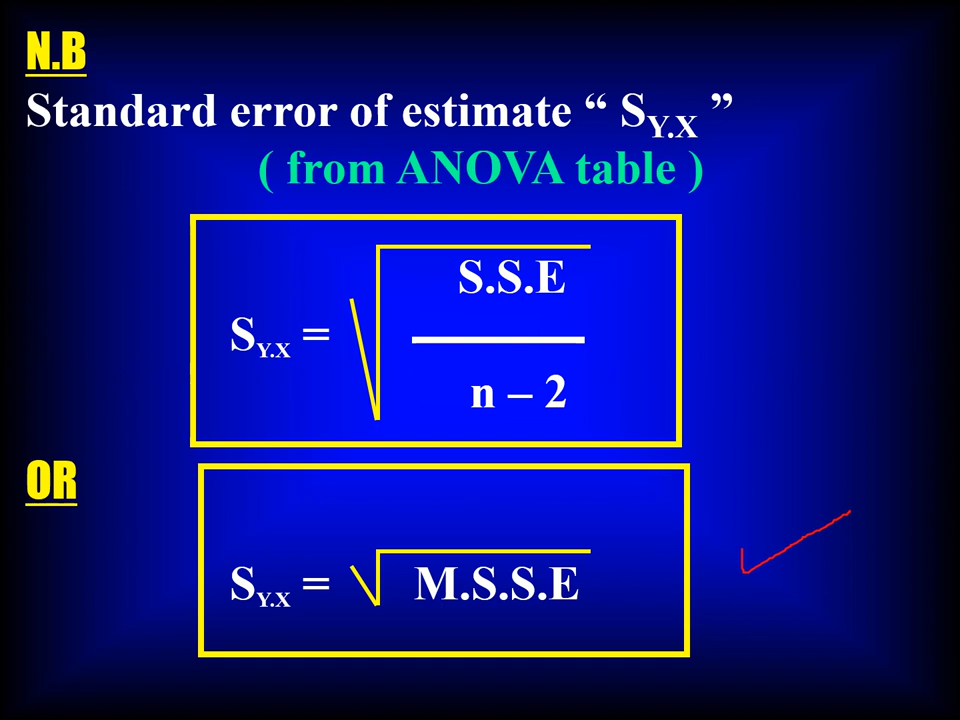 N.B
Standard error of estimate “ SY.X ”
( from ANOVA table )
S.S.E
SY.X =
n – 2
OR
SY.X = M.S.S.E